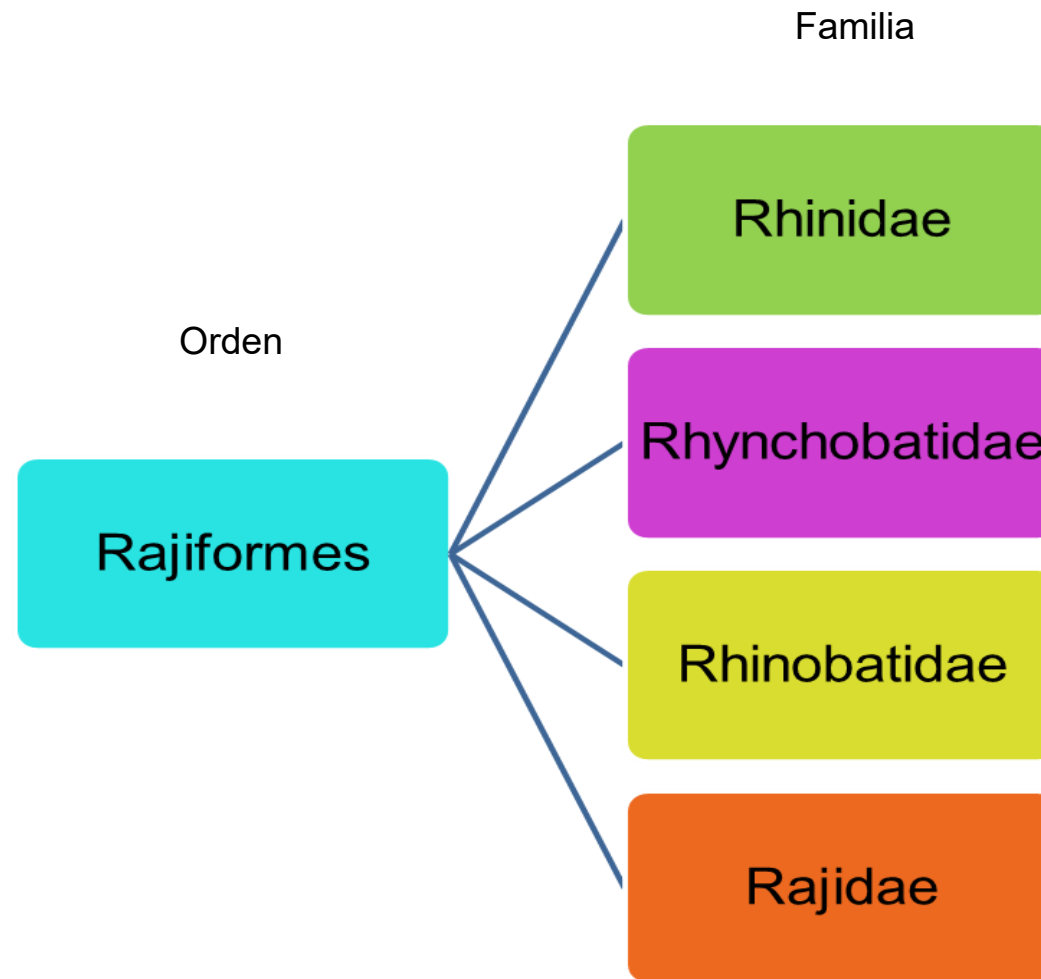 Familia
Orden
Rajiformes
Rhinidae
Rhynchobatidae
Rhinobatidae
Rajidae